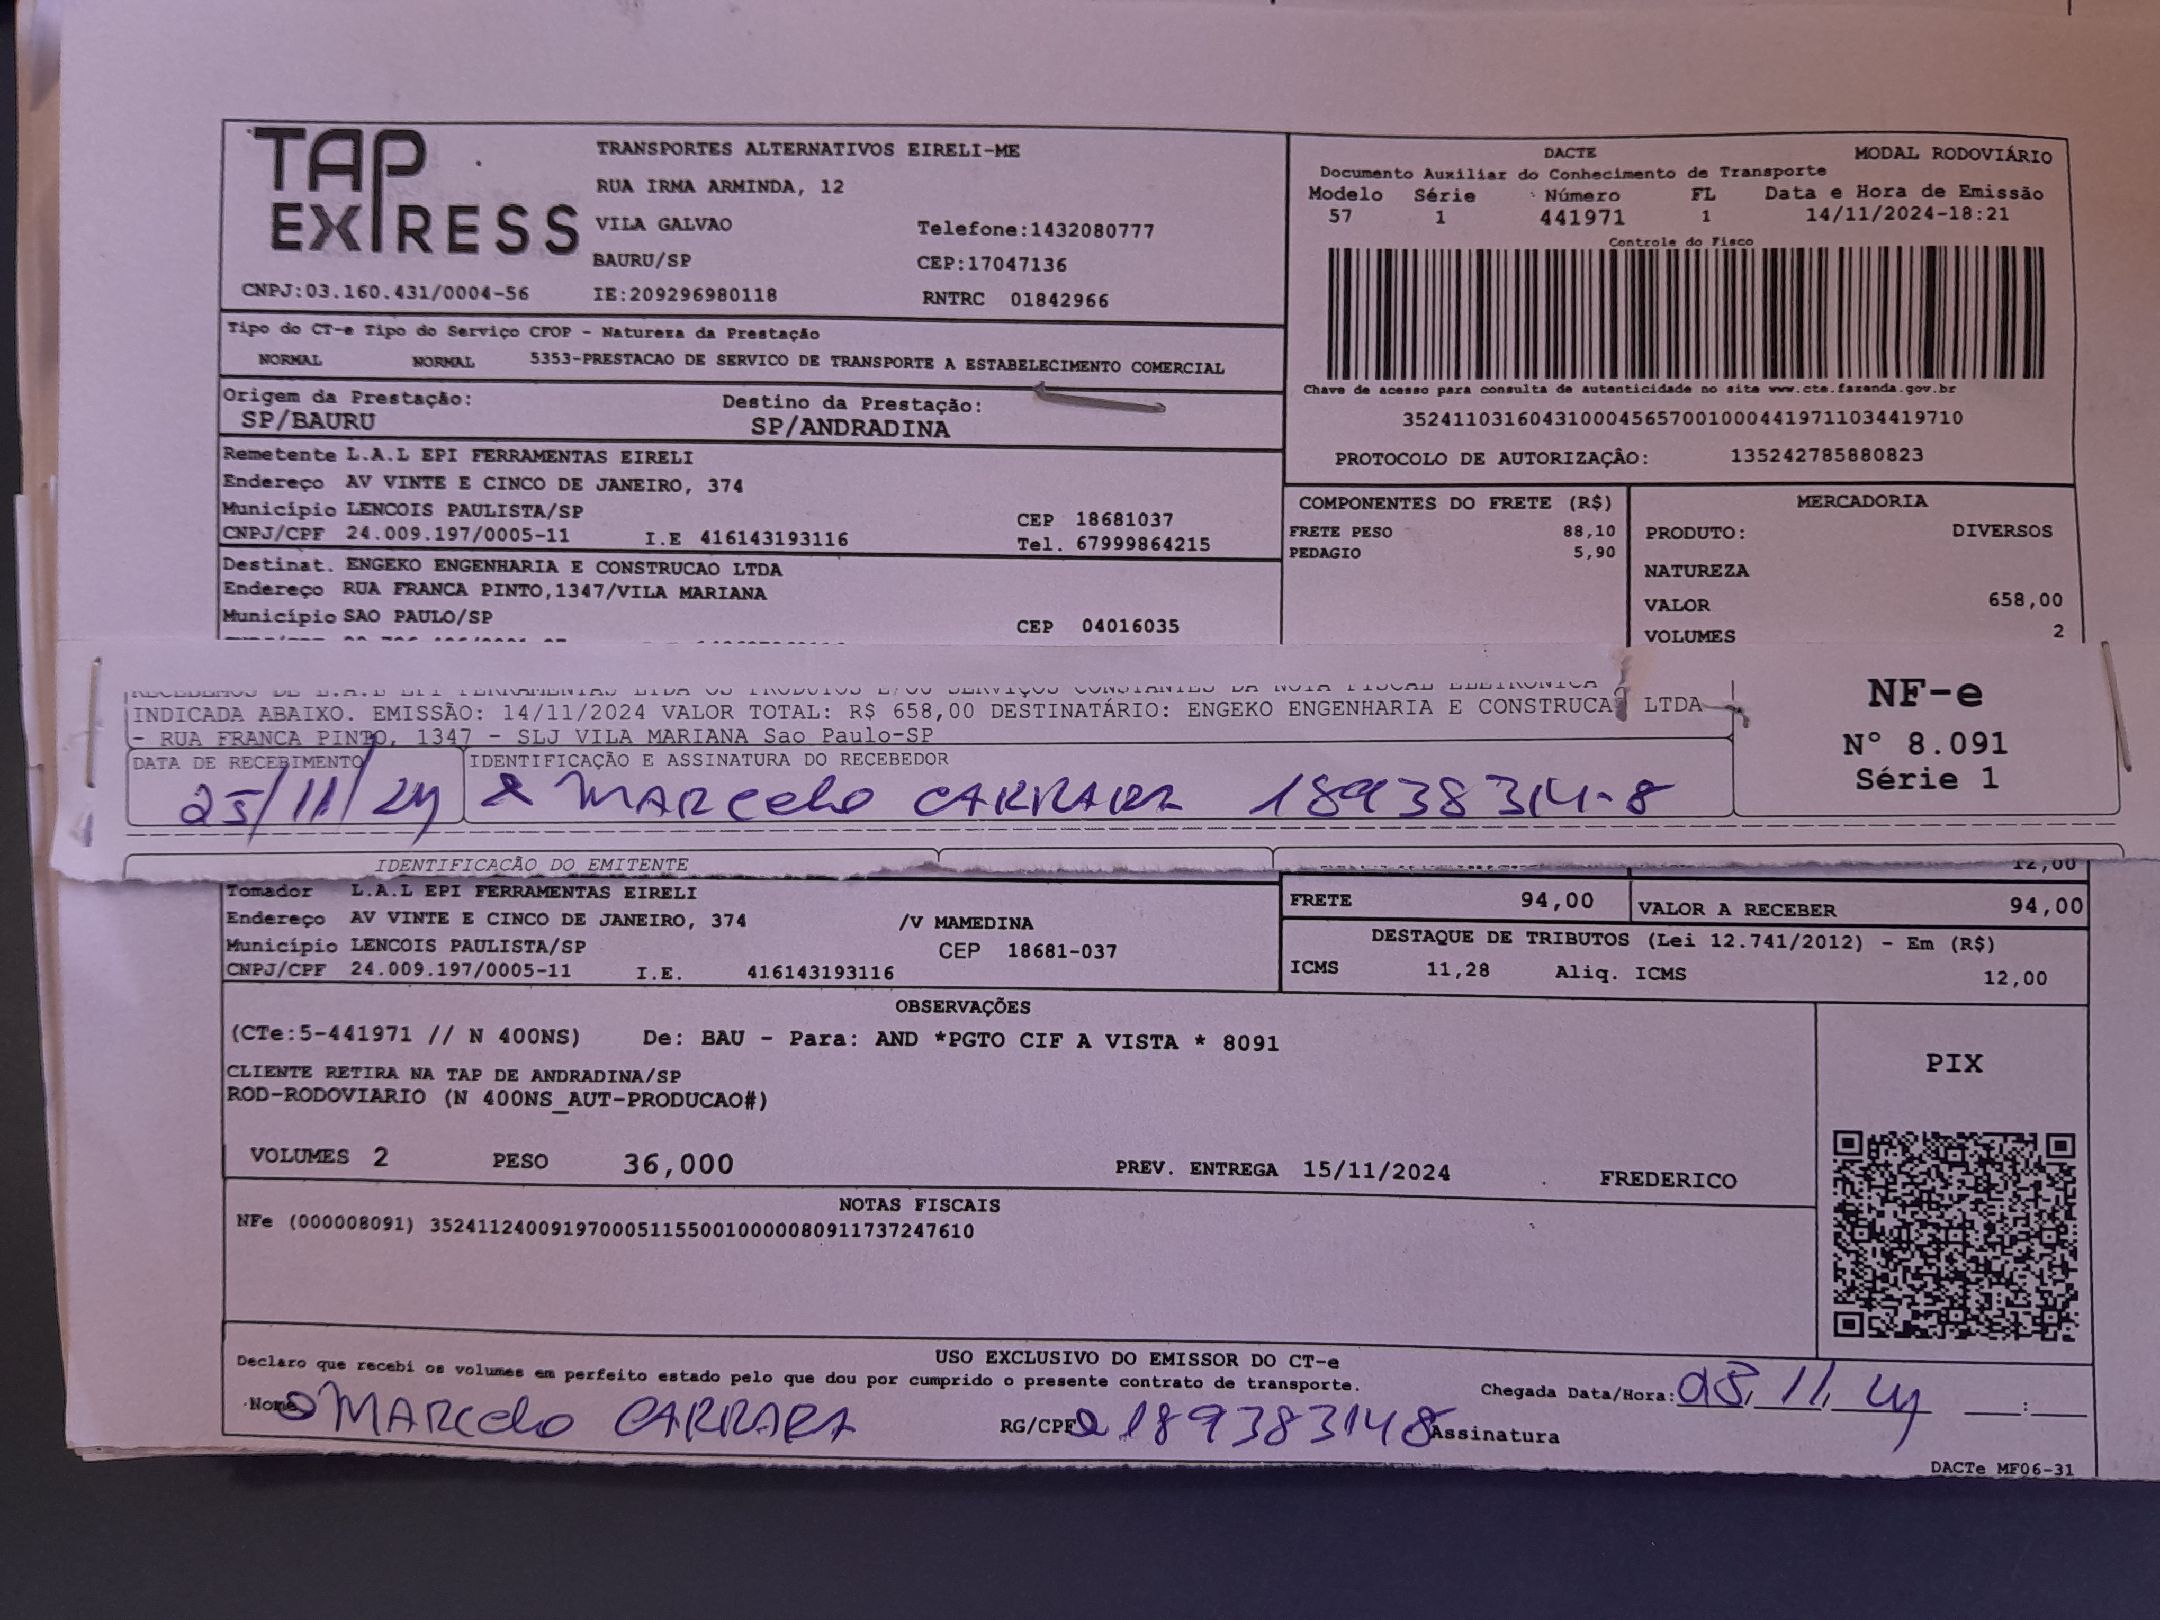 TAP
EXPRESS
TRANSPORTES ALTERNATIVOS EIRELI-ME
RUA IRMA ARMINDA, 12
VILA GALVAO Telefone:1432080777
BAURU/SP CEP:17047136
CNPJ:03.160.431/0004-56 IE:209296980118 RNTRC 01842966
DACTE MODAL RODOVIÁRIO
Documento Auxiliar do Conhecimento de Transporte
Modelo Série Número FL Data e Hora de Emissão
57 1 441971 1 14/11/2024-18:21
Controle do Fisco
Chave de acesso para consulta de autenticidade no site www.cte.fazenda.gov.br
35241103160431000456570010004419711034419710
PROTOCOLO DE AUTORIZAÇÃO: 135242785880823
Tipo do CT-e Tipo do Serviço CFOP - Natureza da Prestação
NORMAL NORMAL 5353-PRESTACAO DE SERVICO DE TRANSPORTE A ESTABELECIMENTO COMERCIAL
Origem da Prestação: Destino da Prestação:
SP/BAURU SP/ANDRADINA
Remetente L.A.L EPI FERRAMENTAS EIRELI
Endereço AV VINTE E CINCO DE JANEIRO, 374
Município LENCOIS PAULISTA/SP CEP 18681037
CNPJ/CPF 24.009.197/0005-11 I.E 416143193116 Tel. 67999864215
Destinat. ENGEKO ENGENHARIA E CONSTRUCAO LTDA
Endereço RUA FRANCA PINTO,1347/VILA MARIANA
Município SAO PAULO/SP CEP 04016035
COMPONENTES DO FRETE (R$)
FRETE PESO 88,10
PEDAGIO 5,90
MERCADORIA
PRODUTO: DIVERSOS
NATUREZA
VALOR 658,00
VOLUMES 2
RECEBEMOS DE L.A.L EPI FERRAMENTAS LTDA OS PRODUTOS E/OU SERVIÇOS CONSTANTES DA NOTA FISCAL ELETRONICA
INDICADA ABAIXO. EMISSÃO: 14/11/2024 VALOR TOTAL: R$ 658,00 DESTINATÁRIO: ENGEKO ENGENHARIA E CONSTRUCA LTDA
- RUA FRANCA PINTO, 1347 - SLJ VILA MARIANA Sao Paulo-SP
DATA DE RECEBIMENTO IDENTIFICAÇÃO E ASSINATURA DO RECEBEDOR
25/11/24 MARCELO CARRARA 18938314-8
NF-e
Nº 8.091
Série 1
IDENTIFICAÇÃO DO EMITENTE
12,00
Tomador L.A.L EPI FERRAMENTAS EIRELI
Endereço AV VINTE E CINCO DE JANEIRO, 374 /V MAMEDINA
Município LENCOIS PAULISTA/SP CEP 18681-037
CNPJ/CPF 24.009.197/0005-11 I.E. 416143193116
FRETE 94,00 VALOR A RECEBER 94,00
DESTAQUE DE TRIBUTOS (Lei 12.741/2012) - Em (R$)
ICMS 11,28 Aliq. ICMS 12,00
OBSERVAÇÕES
(CTe:5-441971 // N 400NS) De: BAU - Para: AND *PGTO CIF A VISTA * 8091
CLIENTE RETIRA NA TAP DE ANDRADINA/SP
ROD-RODOVIARIO (N 400NS_AUT-PRODUCAO#)
VOLUMES 2 PESO 36,000 PREV. ENTREGA 15/11/2024 FREDERICO
PIX
NOTAS FISCAIS
NFe (000008091) 35241124009197000511550010000080911737247610
USO EXCLUSIVO DO EMISSOR DO CT-e
Declaro que recebi os volumes em perfeito estado pelo que dou por cumprido o presente contrato de transporte.
Chegada Data/Hora: 25, 11, 24 :
Nome MARCELO CARRARA RG/CPF 189383148 Assinatura
DACTe MF06-31